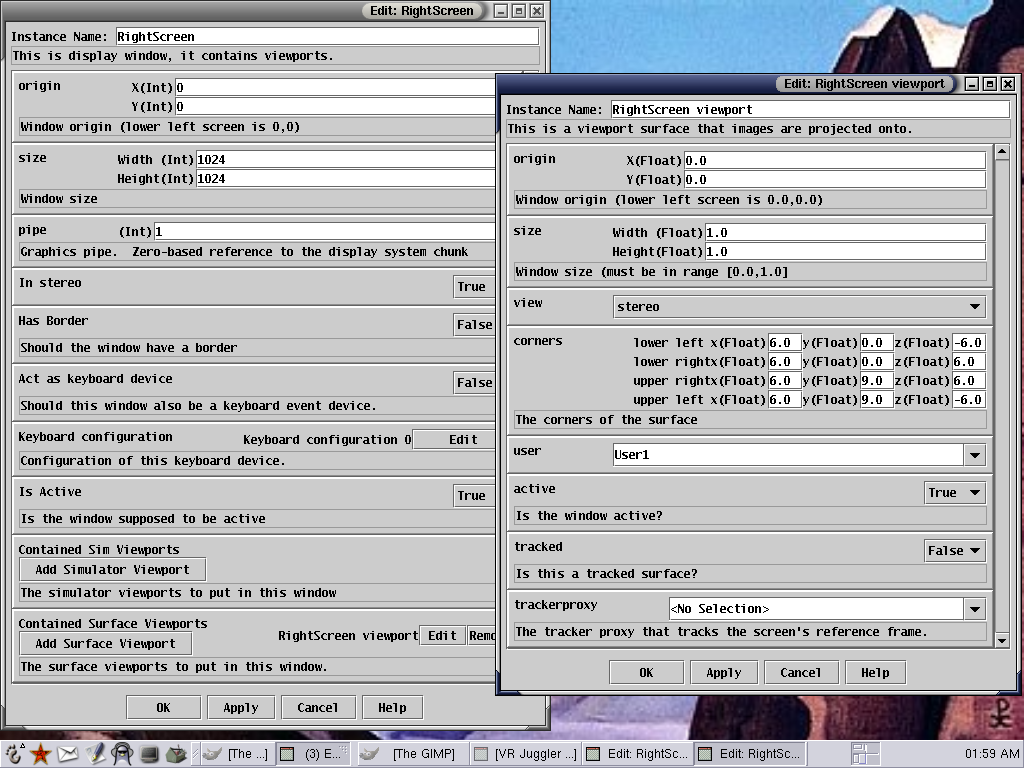 Edit: RightScreen
Instance Name: RightScreen
This is display window, it contains viewports.
origin X(Int) 0
Y(Int) 0
Window origin (lower left screen is 0,0)
size Width (Int) 1024
Height(Int) 1024
Window size
pipe (Int) 1
Graphics pipe.  Zero-based reference to the display system chunk
In stereo True
Has Border False
Should the window have a border
Act as keyboard device False
Should this window also be a keyboard event device.
Keyboard configuration Keyboard configuration 0 Edit
Configuration of this keyboard device.
Is Active True
Is the window supposed to be active
Contained Sim Viewports
Add Simulator Viewport
The simulator viewports to put in this window
Contained Surface Viewports
Add Surface Viewport RightScreen viewport Edit Remo
The surface viewports to put in this window.
OK Apply Cancel Help
Edit: RightScreen viewport
Instance Name: RightScreen viewport
This is a viewport surface that images are projected onto.
origin X(Float) 0.0
Y(Float) 0.0
Window origin (lower left screen is 0.0,0.0)
size Width (Float) 1.0
Height(Float) 1.0
Window size (must be in range [0.0,1.0]
view stereo
corners lower left x(Float) 6.0 y(Float) 0.0 z(Float) -6.0
lower rightx(Float) 6.0 y(Float) 0.0 z(Float) 6.0
upper rightx(Float) 6.0 y(Float) 9.0 z(Float) 6.0
upper left x(Float) 6.0 y(Float) 9.0 z(Float) -6.0
The corners of the surface
user User1
active True
Is the window active?
tracked False
Is this a tracked surface?
trackerproxy <No Selection>
The tracker proxy that tracks the screen's reference frame.
OK Apply Cancel Help
[The ...] (3) E... [The GIMP] [VR Juggler ...] Edit: RightSc... Edit: RightSc... 01:59 AM